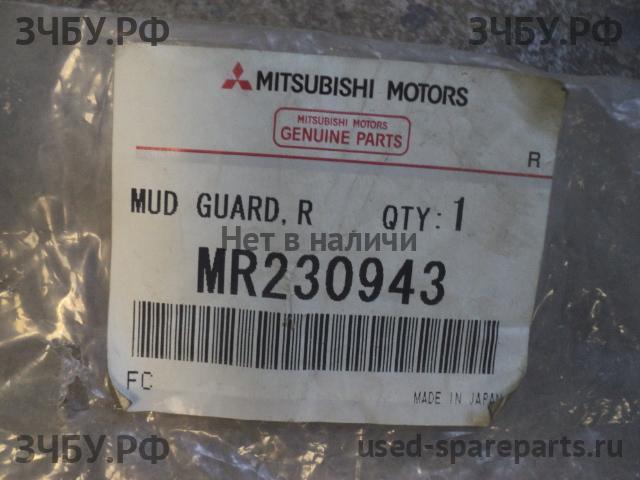 ЗЧБУ.РФ ЗЧБУ.РФ
MITSUBISHI MOTORS
MITSUBISHI MOTORS
GENUINE PARTS
R
MUD GUARD, R QTY: 1
Нет в наличи
MR230943
FC
MADE IN JAPAN
ЗЧБУ.РФ used-spareparts.ru